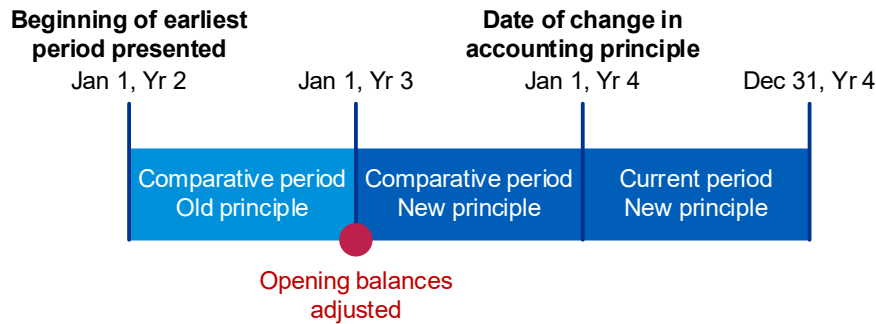 Beginning of earliest
period presented
Jan 1, Yr 2
Jan 1, Yr 3
Date of change in
accounting principle
Jan 1, Yr 4
Dec 31, Yr 4
Comparative period
Old principle
Comparative period
New principle
Current period
New principle
Opening balances
adjusted